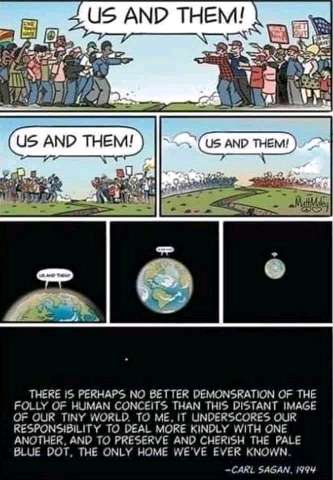 US AND THEM!
US AND THEM!
US AND THEM!
US AND THEM!
THERE IS PERHAPS NO BETTER DEMONSRATION OF THE
FOLLY OF HUMAN CONCEITS THAN THIS DISTANT IMAGE
OF OUR TINY WORLD. TO ME, IT UNDERSCORES OUR
RESPONSIBILITY TO DEAL MORE KINDLY WITH ONE
ANOTHER, AND TO PRESERVE AND CHERISH THE PALE
BLUE DOT, THE ONLY HOME WE'VE EVER KNOWN.
-CARL SAGAN, 1994